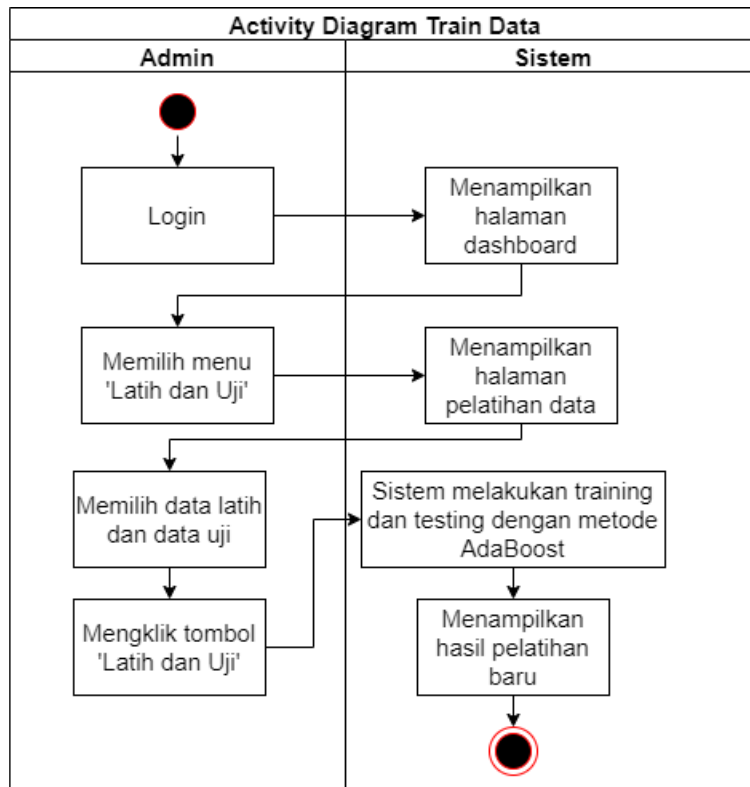 Activity Diagram Train Data
Admin
Sistem
Login
Menampilkan
halaman
dashboard
Memilih menu
'Latih dan Uji'
Menampilkan
halaman
pelatihan data
Memilih data latih
dan data uji
Sistem melakukan training
dan testing dengan metode
AdaBoost
Mengklik tombol
'Latih dan Uji'
Menampilkan
hasil pelatihan
baru